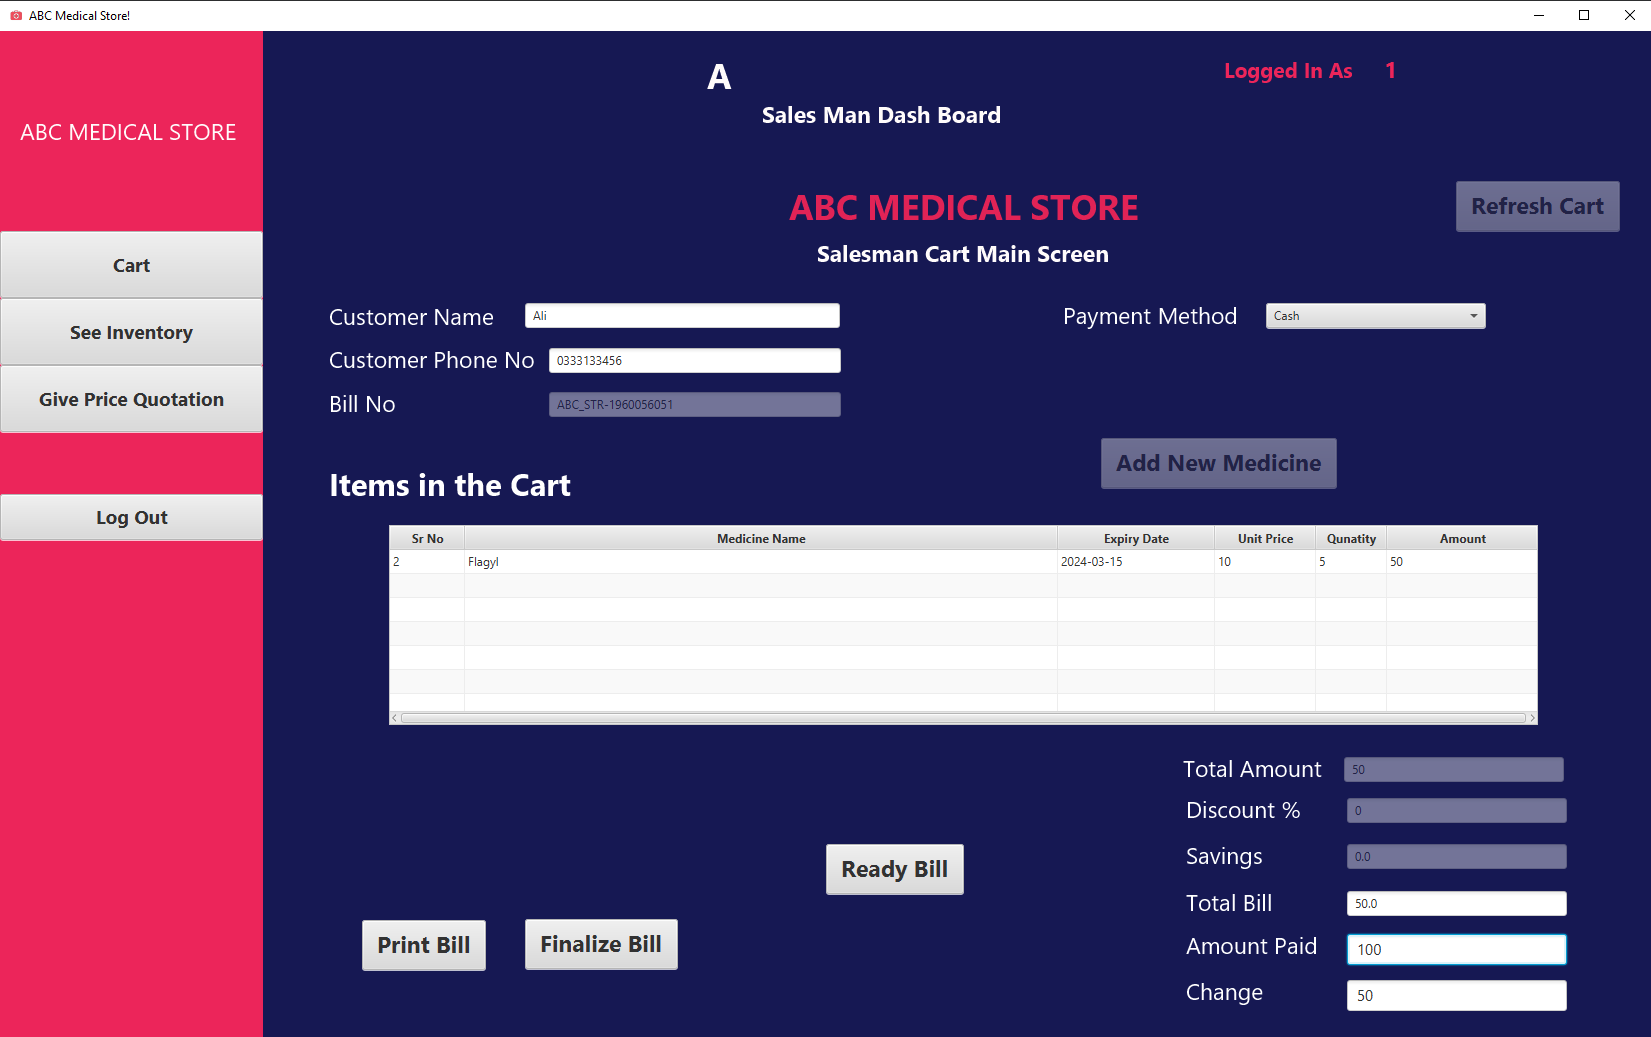 ABC Medical Store!
A
Logged In As 1
Sales Man Dash Board
ABC MEDICAL STORE
ABC MEDICAL STORE
Refresh Cart
Salesman Cart Main Screen
Cart
See Inventory
Give Price Quotation
Log Out
Customer Name Ali
Payment Method Cash
Customer Phone No 0333133456
Bill No ABC_STR-1960056051
Add New Medicine
Items in the Cart
Sr No Medicine Name Expiry Date Unit Price Qunatity Amount
2 Flagyl 2024-03-15 10 5 50
Total Amount 50
Discount % 0
Savings 0.0
Ready Bill
Total Bill 50.0
Print Bill Finalize Bill
Amount Paid 100
Change 50